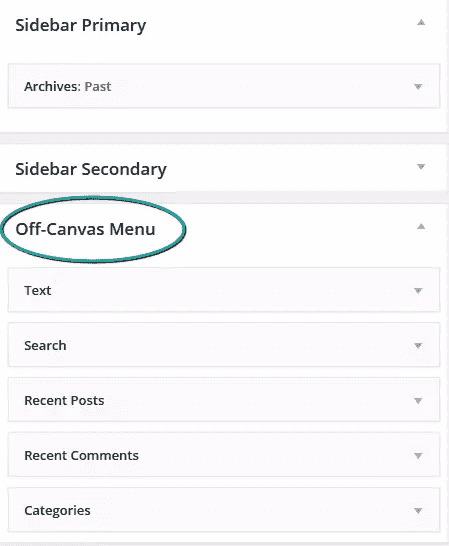 Sidebar Primary
Archives: Past
Sidebar Secondary
Off-Canvas Menu
Text
Search
Recent Posts
Recent Comments
Categories